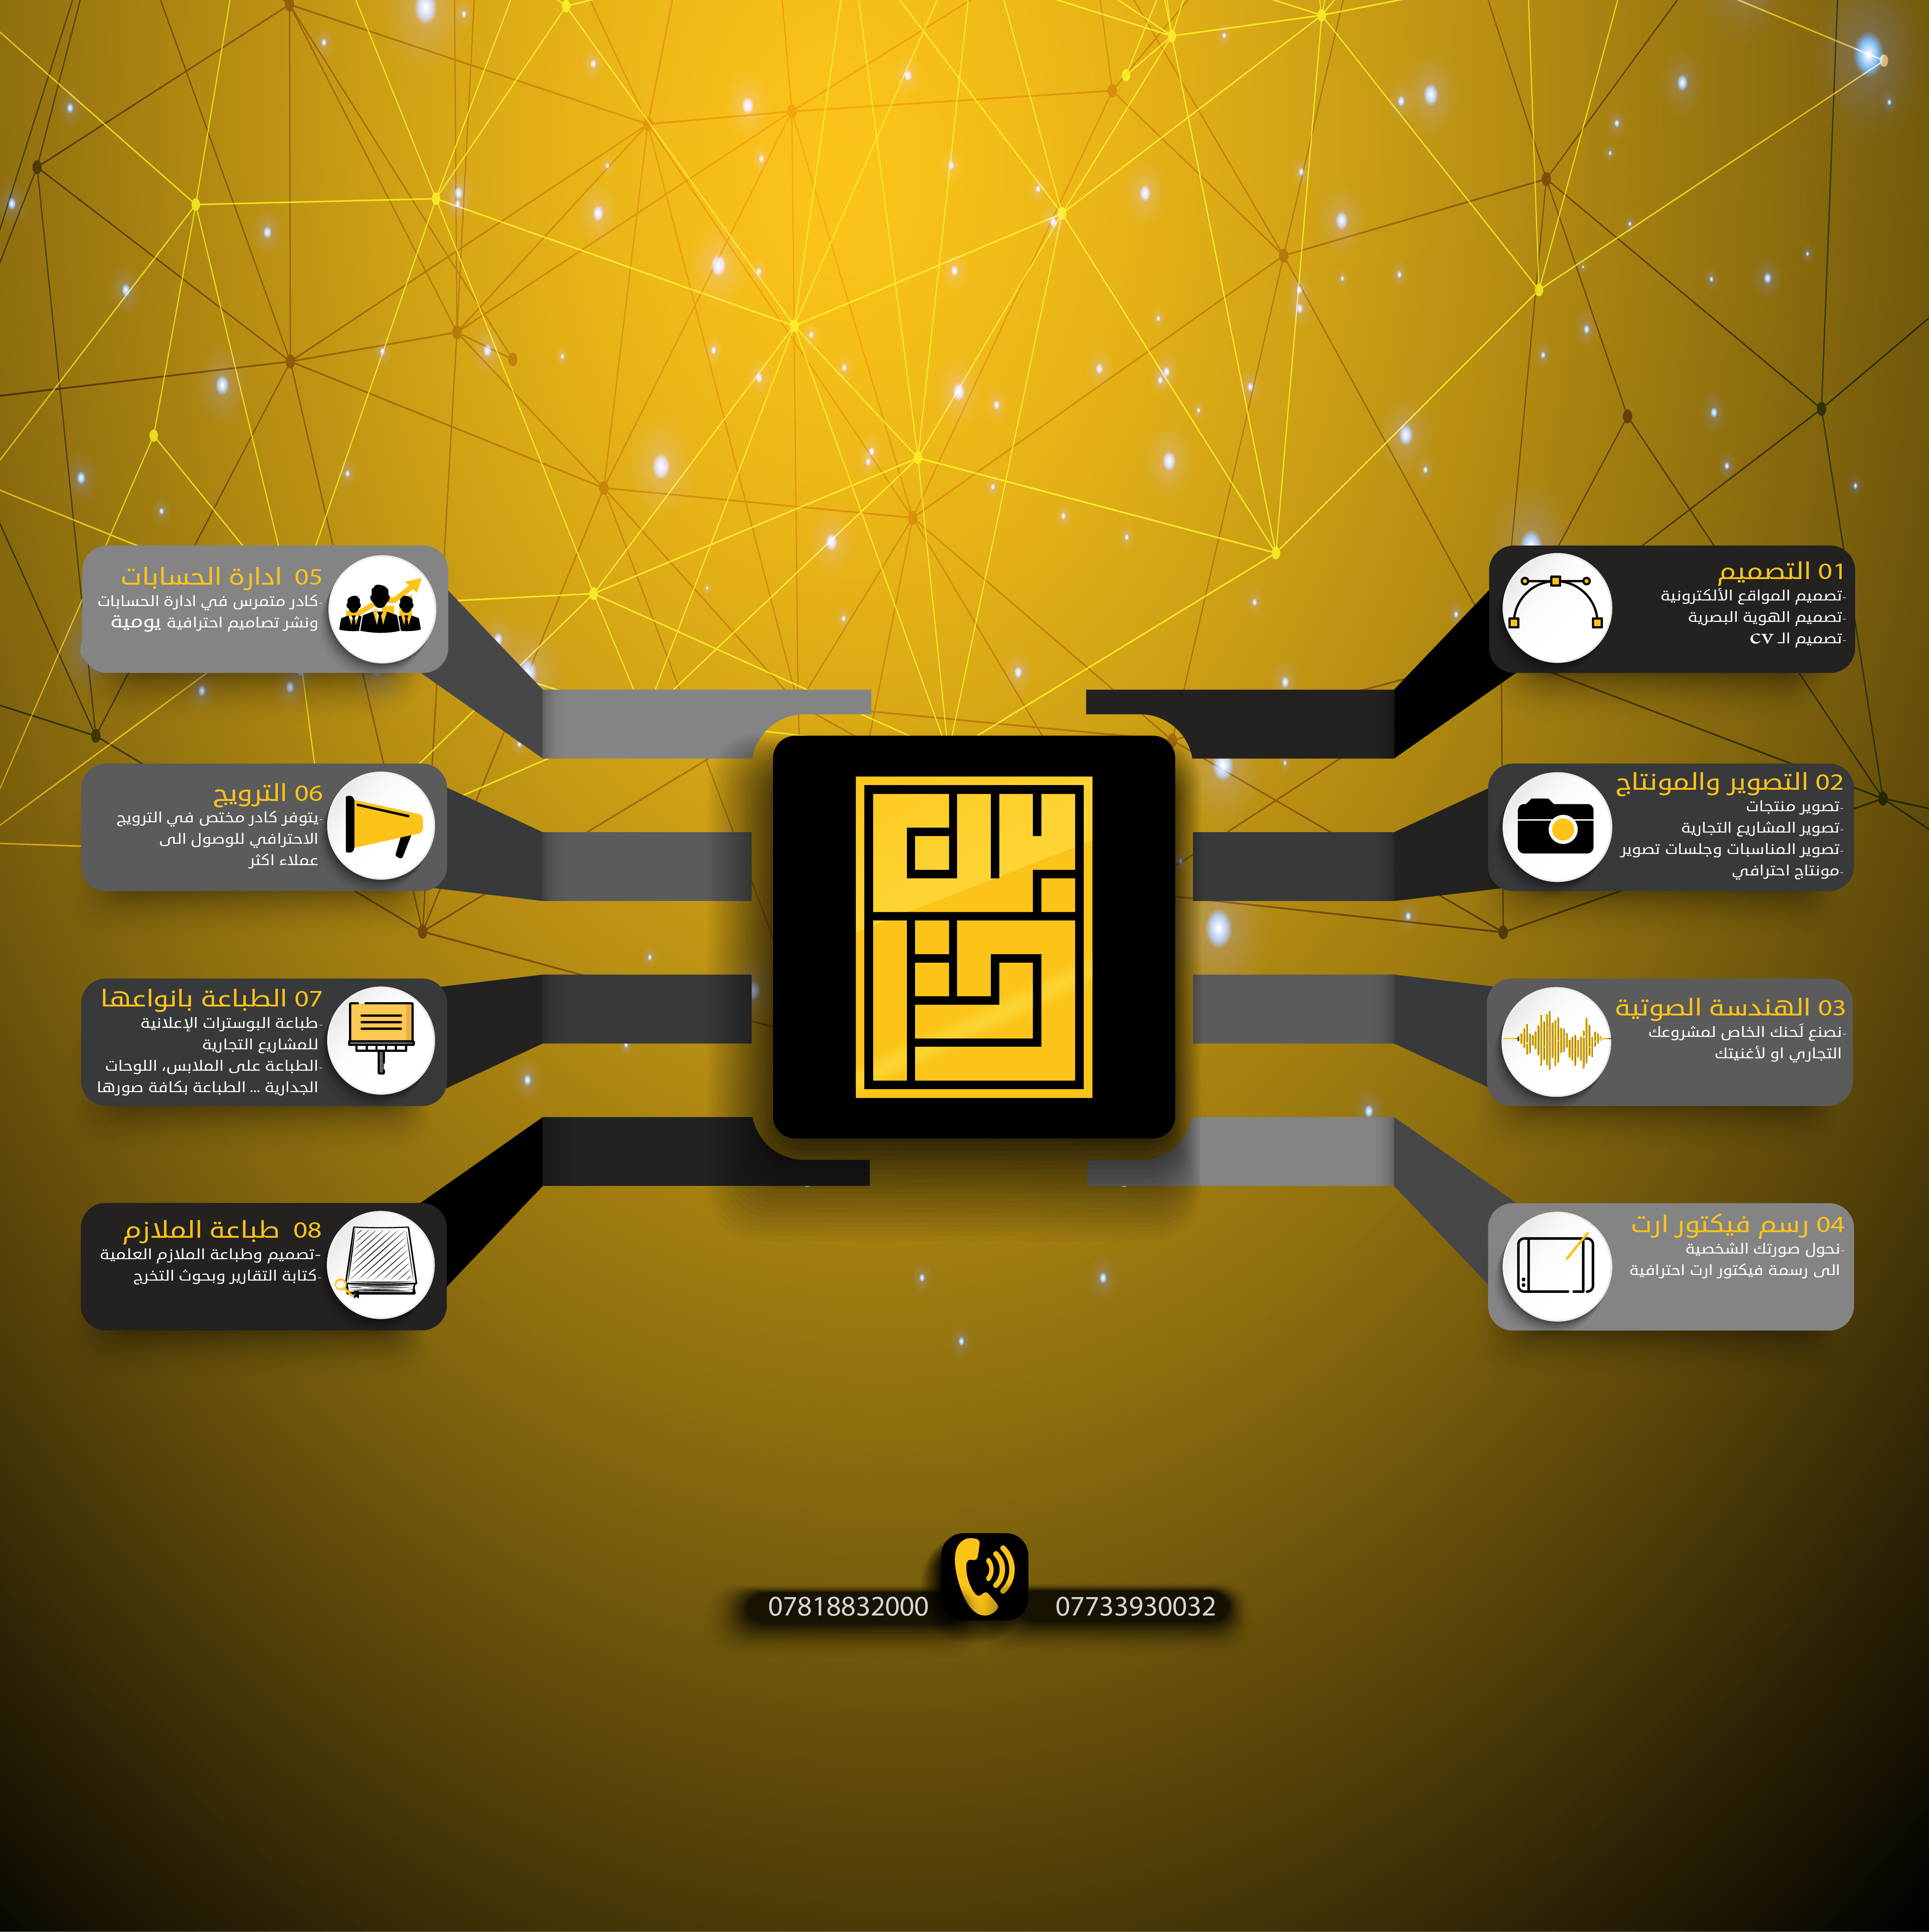 01 التصميم
-تصميم المواقع الألكترونية
-تصميم الهوية البصرية
-تصميم الـ CV
02 التصوير والمونتاج
-تصوير منتجات
-تصوير المشاريع التجارية
-تصوير المناسبات وجلسات تصوير
-مونتاج احترافي
03 الهندسة الصوتية
-نصنع لَحنك الخاص لمشروعك
التجاري او لأغنيتك
04 رسم فيكتور ارت
-نحول صورتك الشخصية
الى رسمة فيكتور ارت احترافية
05 ادارة الحسابات
-كادر متمرس في ادارة الحسابات
ونشر تصاميم احترافية يومية
06 الترويج
-يتوفر كادر مختص في الترويج
الاحترافي للوصول الى
عملاء اكثر
07 الطباعة بانواعها
-طباعة البوسترات الإعلانية
للمشاريع التجارية
-الطباعة على الملابس، اللوحات
الجدارية ... الطباعة بكافة صورها
08 طباعة الملازم
-تصميم وطباعة الملازم العلمية
-كتابة التقارير وبحوث التخرج
07818832000
07733930032